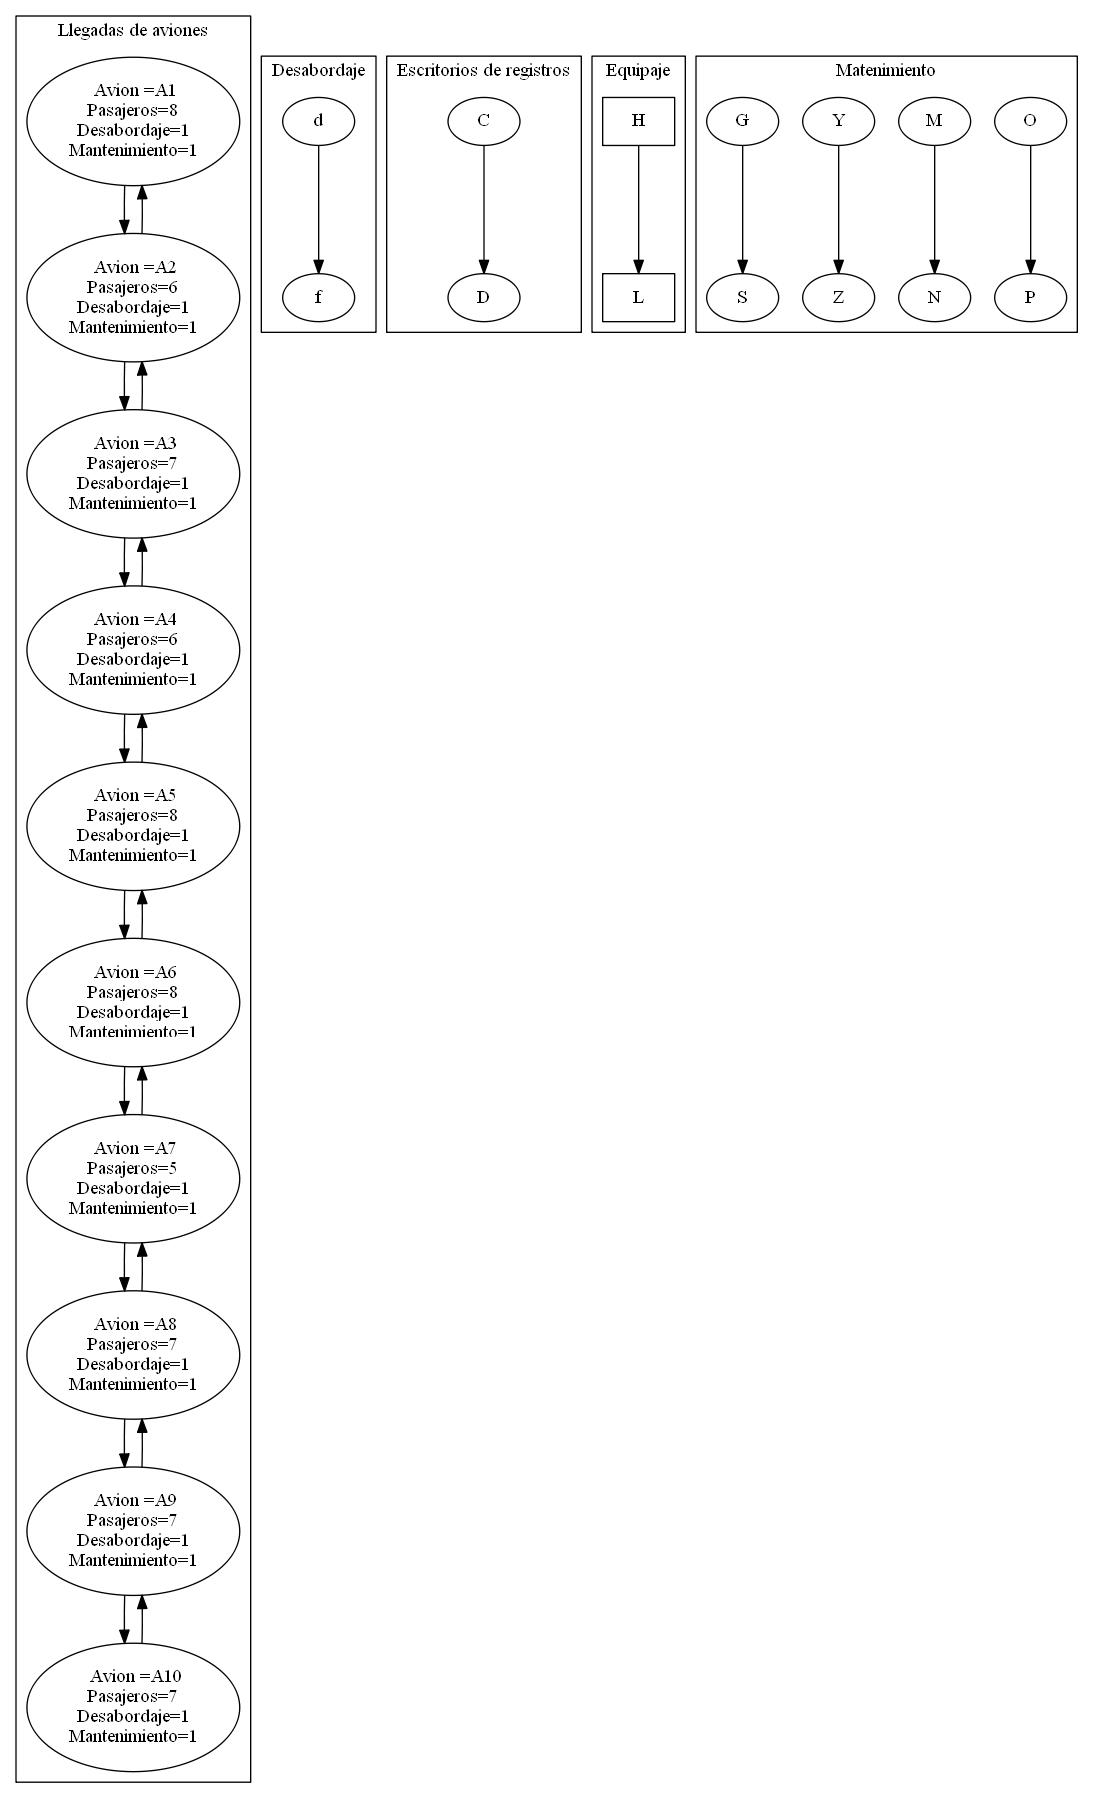 Llegadas de aviones
Avion =A1
Pasajeros=8
Desabordaje=1
Mantenimiento=1
Avion =A2
Pasajeros=6
Desabordaje=1
Mantenimiento=1
Avion =A3
Pasajeros=7
Desabordaje=1
Mantenimiento=1
Avion =A4
Pasajeros=6
Desabordaje=1
Mantenimiento=1
Avion =A5
Pasajeros=8
Desabordaje=1
Mantenimiento=1
Avion =A6
Pasajeros=8
Desabordaje=1
Mantenimiento=1
Avion =A7
Pasajeros=5
Desabordaje=1
Mantenimiento=1
Avion =A8
Pasajeros=7
Desabordaje=1
Mantenimiento=1
Avion =A9
Pasajeros=7
Desabordaje=1
Mantenimiento=1
Avion =A10
Pasajeros=7
Desabordaje=1
Mantenimiento=1
Desabordaje
d
f
Escritorios de registros
C
D
Equipaje
H
L
Matenimiento
G
Y
M
O
S
Z
N
P